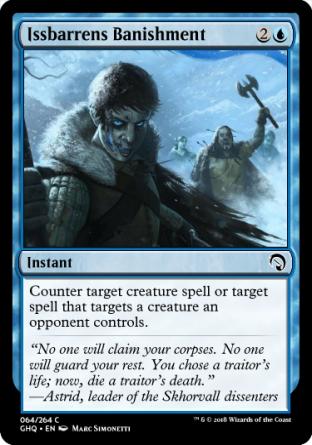 Issbarrens Banishment 2
Instant
Counter target creature spell or target
spell that targets a creature an
opponent controls.
“No one will claim your corpses. No one
will guard your rest. You chose a traitor’s
life; now, die a traitor’s death.”
—Astrid, leader of the Skhorvall dissenters
064/264 C
GHQ • EN MARC SIMONETTI
™ & © 2018 Wizards of the Coast